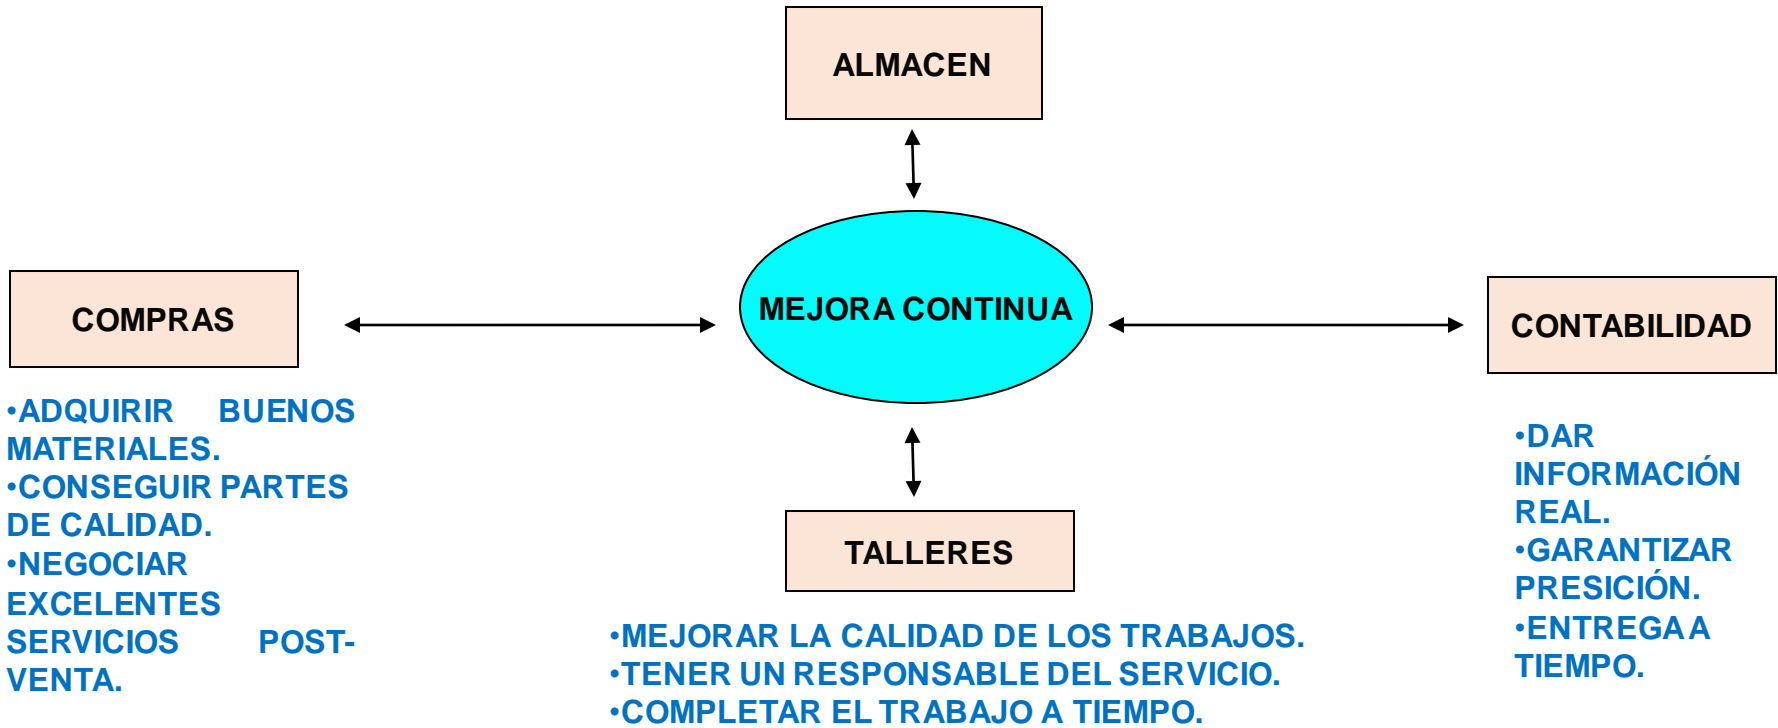 ALMACEN
MEJORA CONTINUA
COMPRAS
CONTABILIDAD
•ADQUIRIR BUENOS
MATERIALES.
•CONSEGUIR PARTES
DE CALIDAD.
•NEGOCIAR
EXCELENTES
SERVICIOS POST-
VENTA.
•DAR
INFORMACIÓN
REAL.
•GARANTIZAR
PRESICIÓN.
•ENTREGA A
TIEMPO.
TALLERES
•MEJORAR LA CALIDAD DE LOS TRABAJOS.
•TENER UN RESPONSABLE DEL SERVICIO.
•COMPLETAR EL TRABAJO A TIEMPO.